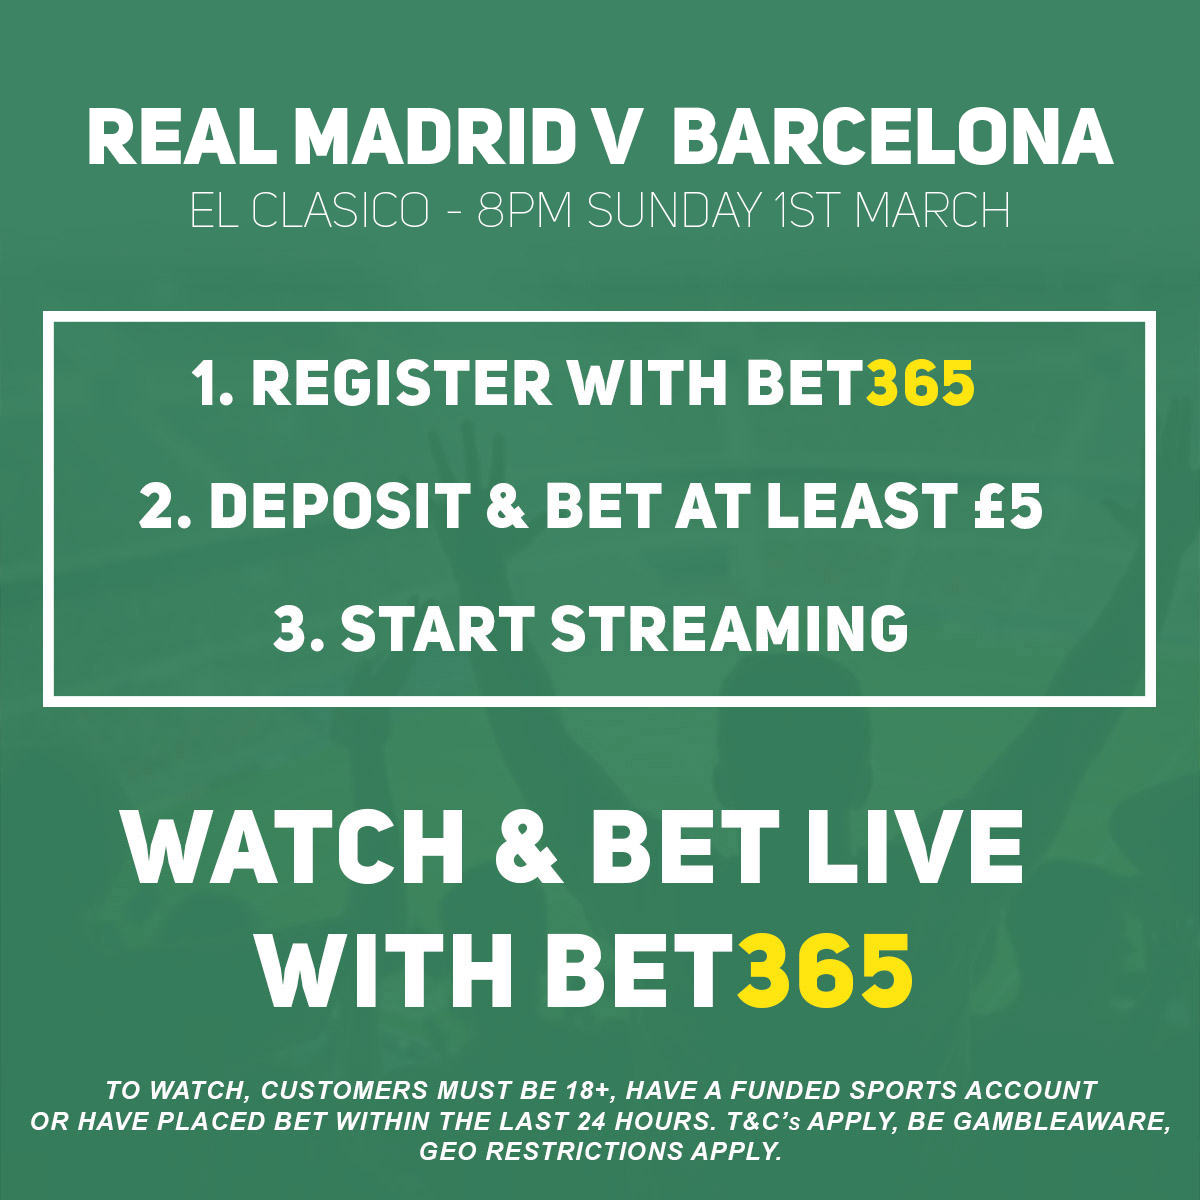 REAL MADRID V BARCELONA
EL CLASICO - 8PM SUNDAY 1ST MARCH
1. REGISTER WITH BET365
2. DEPOSIT & BET AT LEAST £5
3. START STREAMING
WATCH & BET LIVE
WITH BET365
TO WATCH, CUSTOMERS MUST BE 18+, HAVE A FUNDED SPORTS ACCOUNT
OR HAVE PLACED BET WITHIN THE LAST 24 HOURS. T&C's APPLY, BE GAMBLEAWARE,
GEO RESTRICTIONS APPLY.